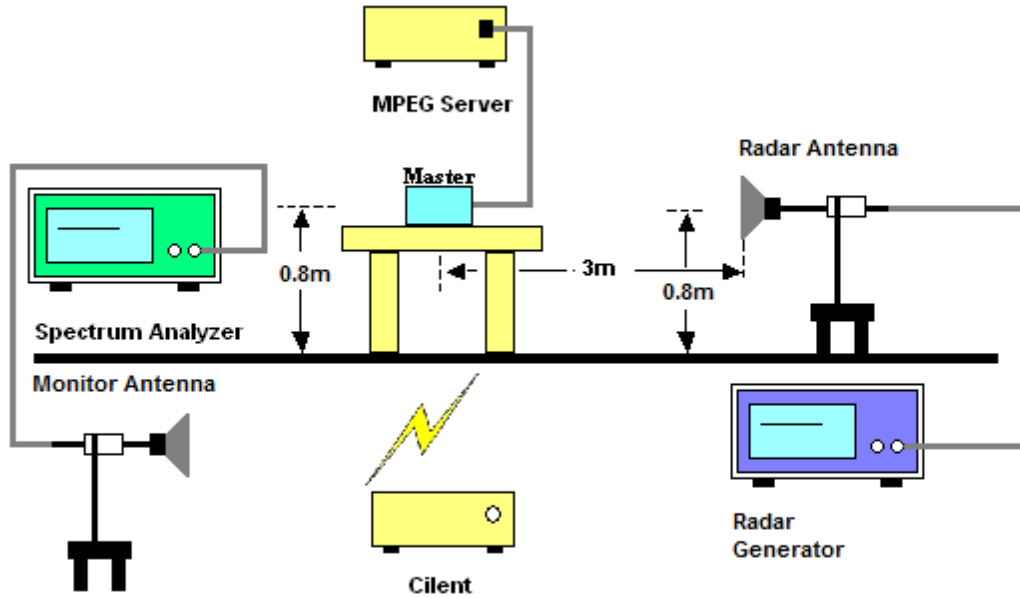 MPEG Server
Radar Antenna
Master
0.8m
3m
0.8m
Spectrum Analyzer
Monitor Antenna
Radar
Generator
Cilent